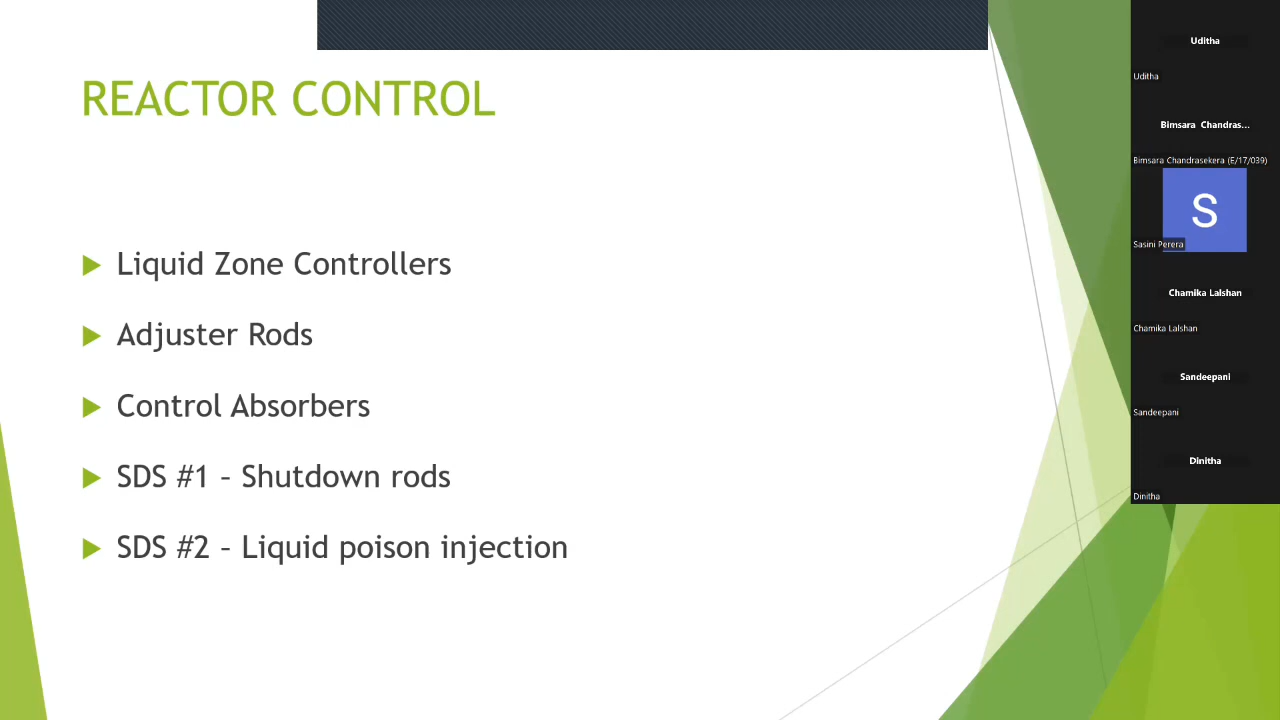 REACTOR CONTROL
Liquid Zone Controllers
Adjuster Rods
Control Absorbers
SDS #1 – Shutdown rods
SDS #2 – Liquid poison injection
Uditha
Uditha
Bimsara Chandras...
Bimsara Chandrasekera (E/17/039)
S
Sasini Perera
Chamika Lalshan
Chamika Lalshan
Sandeepani
Sandeepani
Dinitha
Dinitha